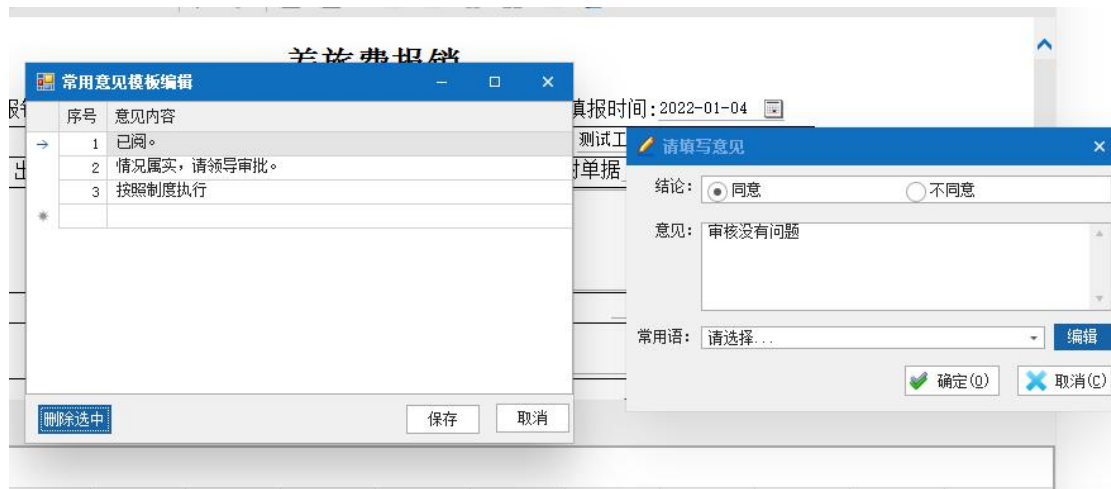 差旅费报销
常用意见模板编辑
填报时间:2022-01-04
序号 意见内容
1 已阅。
2 情况属实，请领导审批。
3 按照制度执行
测试工
出
附单据
请填写意见
结论: 同意 不同意
意见: 审核没有问题
常用语: 请选择... 编辑
确定(O) 取消(C)
删除选中 保存 取消